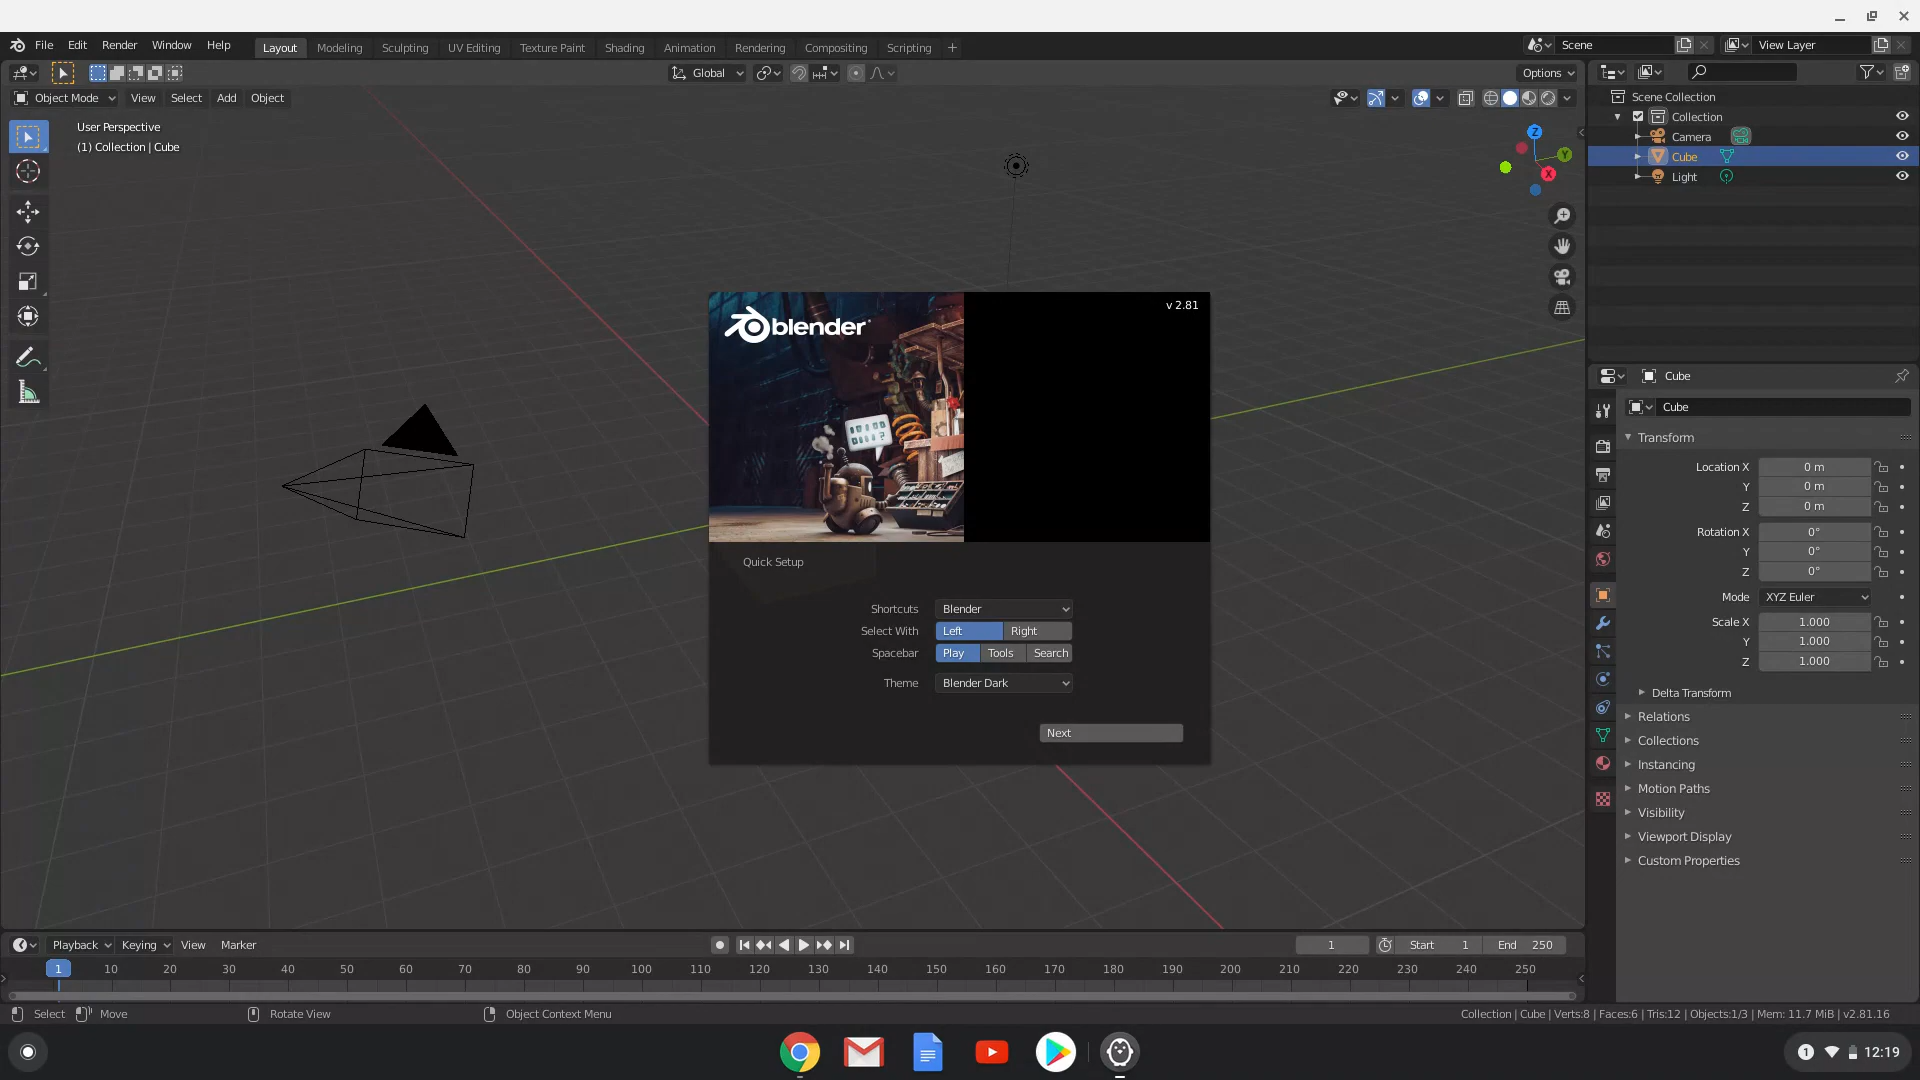 File Edit Render Window Help Layout Modeling Sculpting UV Editing Texture Paint Shading Animation Rendering Compositing Scripting + Scene View Layer
Global Options
Object Mode View Select Add Object
User Perspective
(1) Collection | Cube
Z
Y
X
Scene Collection
Collection
Camera
Cube
Light
blender
v 2.81
Quick Setup
Shortcuts Blender
Select With Left Right
Spacebar Play Tools Search
Theme Blender Dark
Next
Cube
Cube
Transform
Location X 0 m
Y 0 m
Z 0 m
Rotation X 0°
Y 0°
Z 0°
Mode XYZ Euler
Scale X 1.000
Y 1.000
Z 1.000
Delta Transform
Relations
Collections
Instancing
Motion Paths
Visibility
Viewport Display
Custom Properties
Playback Keying View Marker 1 Start 1 End 250
1 10 20 30 40 50 60 70 80 90 100 110 120 130 140 150 160 170 180 190 200 210 220 230 240 250
Select Move Rotate View Object Context Menu Collection | Cube | Verts:8 | Faces:6 | Tris:12 | Objects:1/3 | Mem: 11.7 MiB | v2.81.16
1 12:19